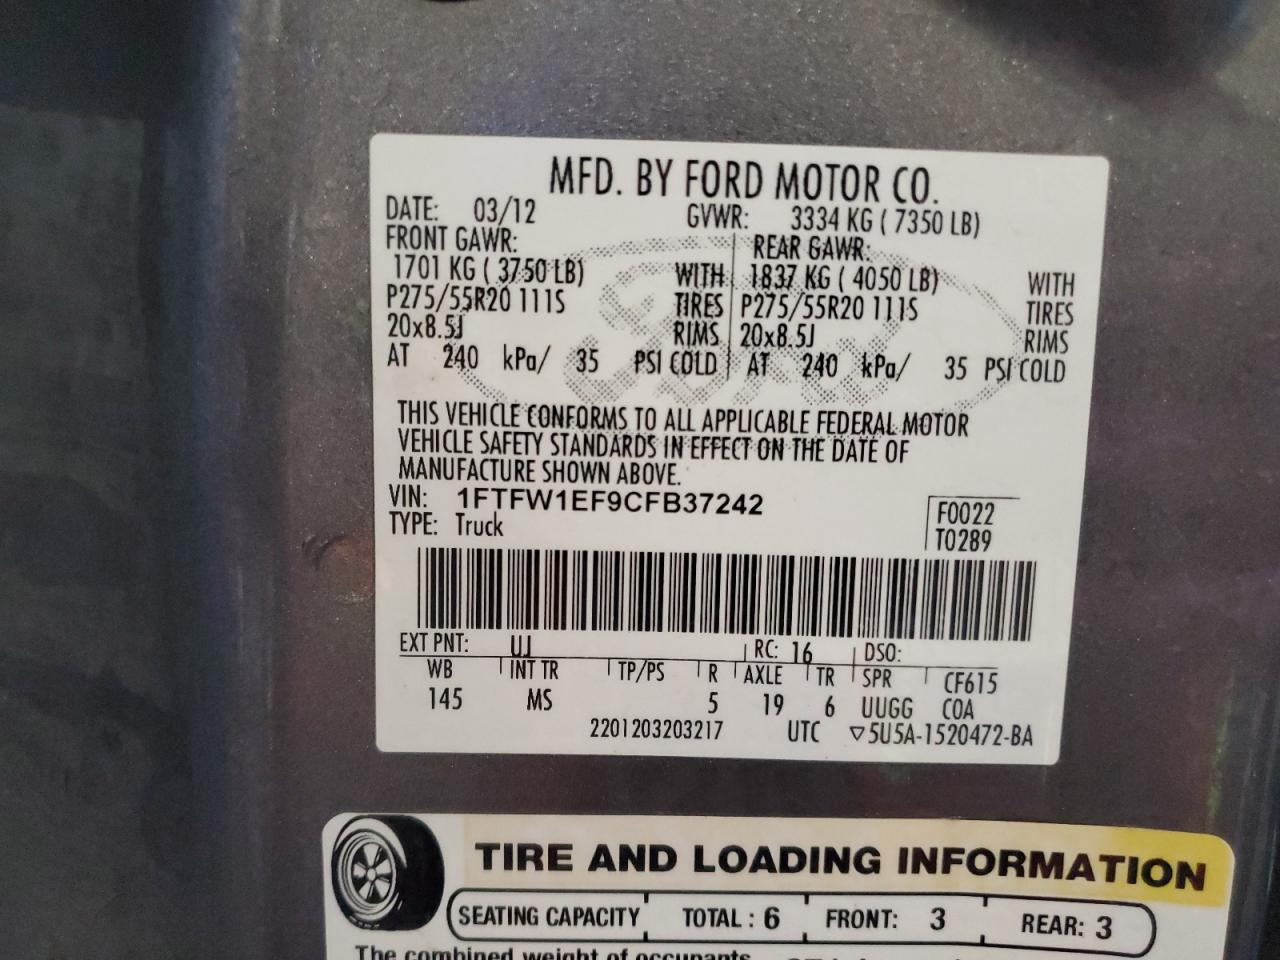 MFD. BY FORD MOTOR CO.
DATE: 03/12 GVWR: 3334 KG ( 7350 LB)
FRONT GAWR: REAR GAWR:
1701 KG ( 3750 LB) WITH 1837 KG ( 4050 LB) WITH
P275/55R20 111S TIRES P275/55R20 111S TIRES
20x8.5J RIMS 20x8.5J RIMS
AT 240 kPa/ 35 PSI COLD AT 240 kPa/ 35 PSI COLD
Ford
THIS VEHICLE CONFORMS TO ALL APPLICABLE FEDERAL MOTOR
VEHICLE SAFETY STANDARDS IN EFFECT ON THE DATE OF
MANUFACTURE SHOWN ABOVE.
VIN: 1FTFW1EF9CFB37242
TYPE: Truck
F0022
T0289
EXT PNT: UJ RC: 16 DSO:
WB INT TR TP/PS R AXLE TR SPR CF615
145 MS 5 19 6 UUGG COA
2201203203217 UTC ▽5U5A-1520472-BA
TIRE AND LOADING INFORMATION
SEATING CAPACITY TOTAL : 6 FRONT: 3 REAR: 3
The combined weight of occupants